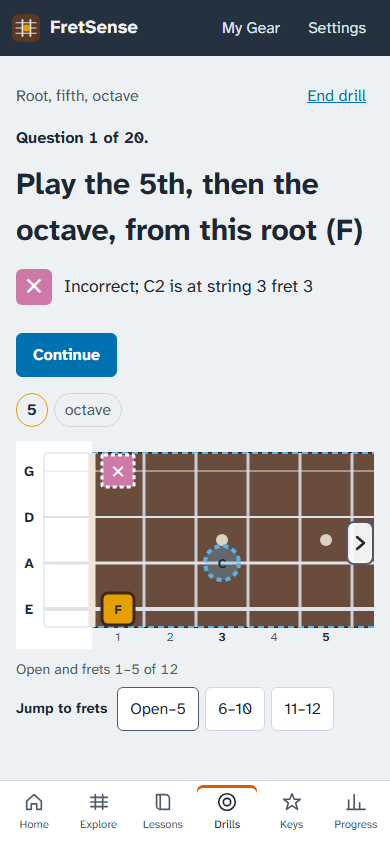 FretSense
My Gear
Settings
Root, fifth, octave
End drill
Question 1 of 20.
Play the 5th, then the
octave, from this root (F)
Incorrect; C2 is at string 3 fret 3
Continue
5
octave
G
D
A
C
E
F
1 2 3 4 5
Open and frets 1–5 of 12
Jump to frets
Open–5
6–10
11–12
Home
Explore
Lessons
Drills
Keys
Progress